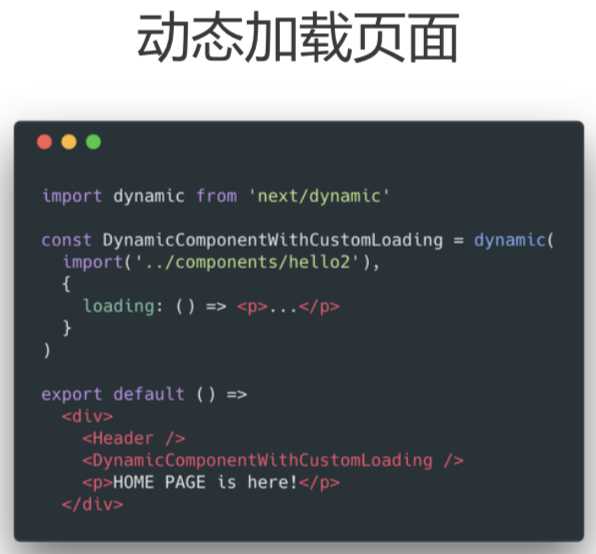 动态加载页面
import dynamic from 'next/dynamic'
const DynamicComponentWithCustomLoading = dynamic(
  import('../components/hello2'),
  {
    loading: () => <p>...</p>
  }
)
export default () =>
  <div>
    <Header />
    <DynamicComponentWithCustomLoading />
    <p>HOME PAGE is here!</p>
  </div>